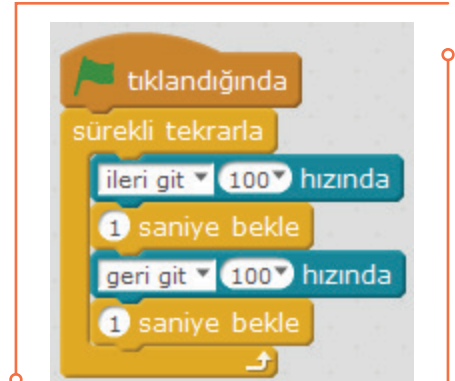 tıklandığında
sürekli tekrarla
ileri git 100 hızında
1 saniye bekle
geri git 100 hızında
1 saniye bekle